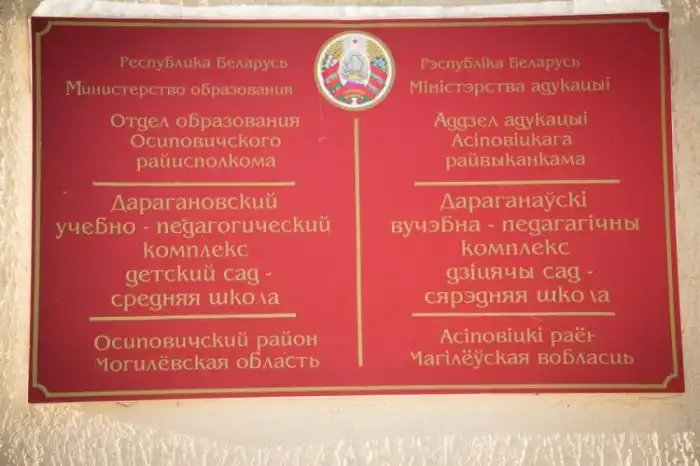 Республика Беларусь
Министерство образования
Отдел образования
Осиповичского
райисполкома
Дарагановский
учебно - педагогический
комплекс
детский сад -
средняя школа
Осиповичский район
Могилёвская область
Рэспубліка Беларусь
Міністэрства адукацыі
Аддзел адукацыі
Асіповіцкага
райвыканкама
Дараганаўскі
вучэбна - педагагічны
комплекс
дзіцячы сад -
сярэдняя школа
Асіповіцкі раён
Магілёўская вобласць